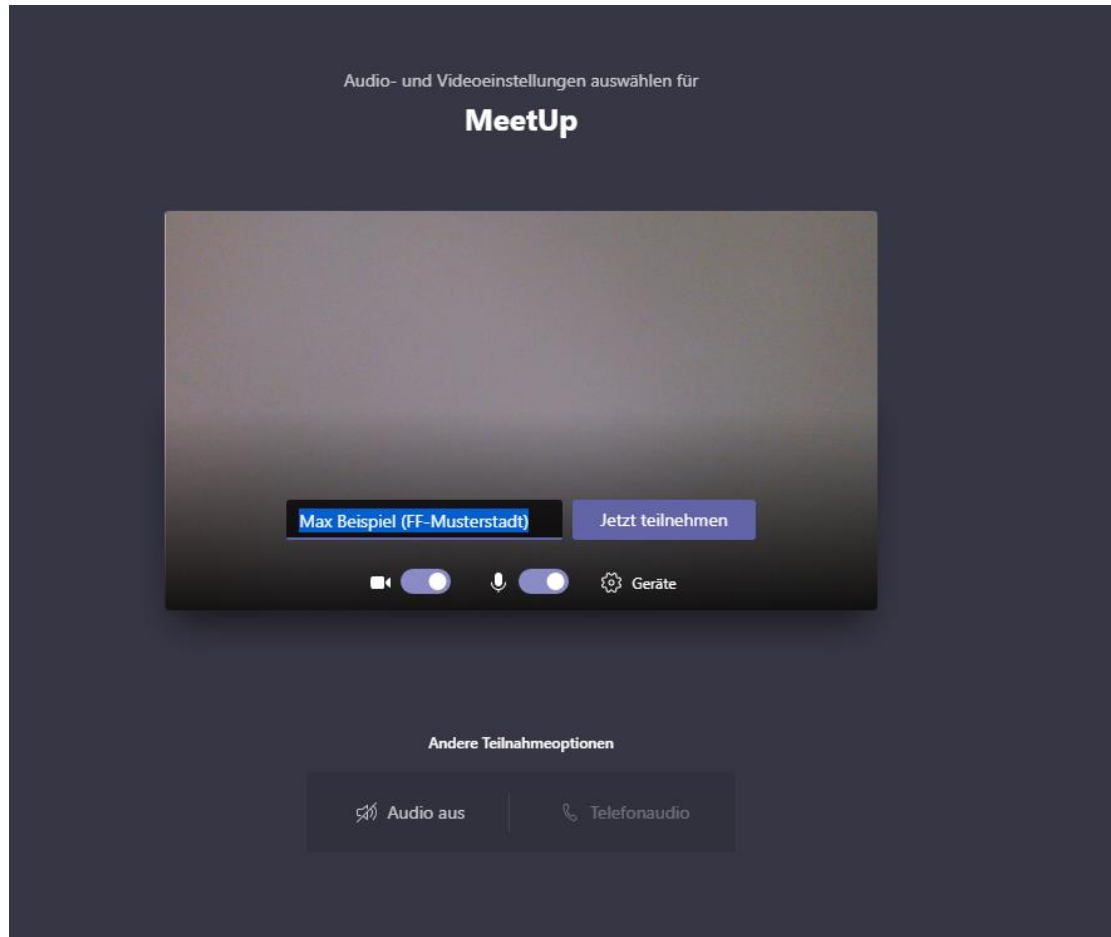 Audio- und Videoeinstellungen auswählen für
MeetUp
Max Beispiel (FF-Musterstadt)
Jetzt teilnehmen
Geräte
Andere Teilnahmeoptionen
Audio aus
Telefonaudio